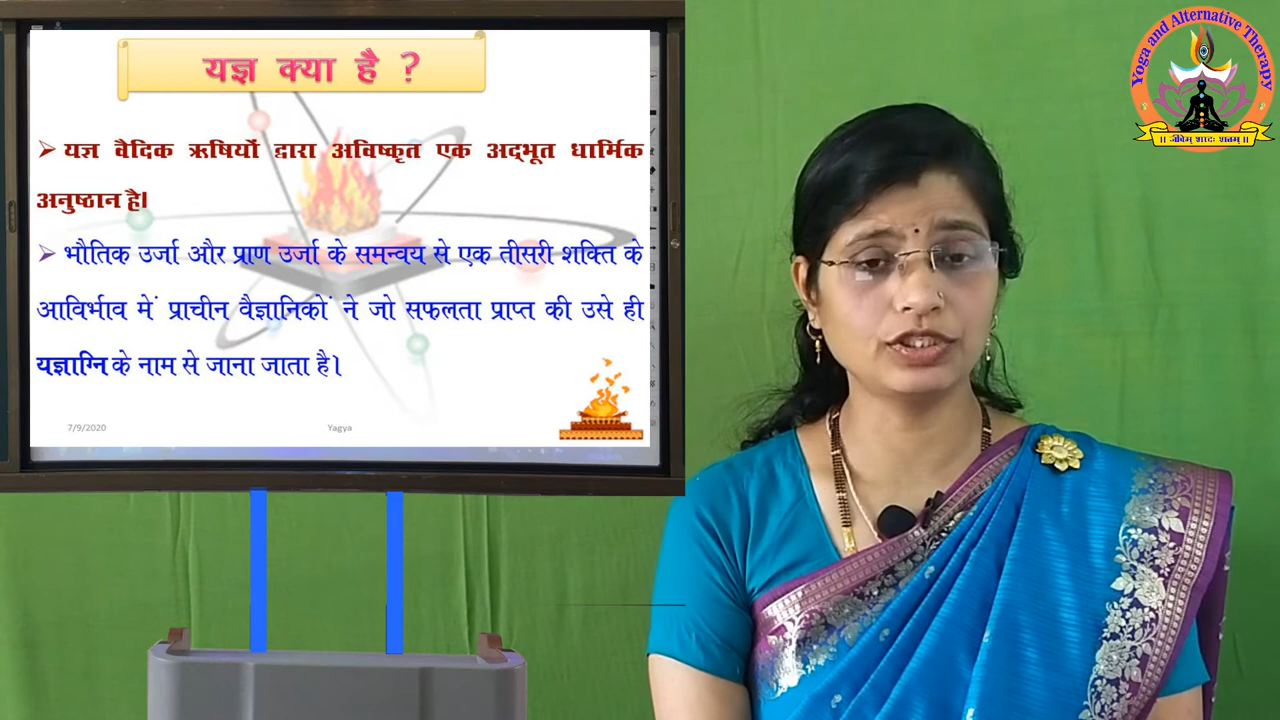 यज्ञ क्या है ?
➢ यज्ञ वैदिक ऋषियों द्वारा अविष्कृत एक अद्भूत धार्मिक
अनुष्ठान है।
➢ भौतिक उर्जा और प्राण उर्जा के समन्वय से एक तीसरी शक्ति के
आविर्भाव में प्राचीन वैज्ञानिकों ने जो सफलता प्राप्त की उसे ही
यज्ञाग्नि के नाम से जाना जाता है।
7/9/2020 Yagya
Yoga and Alternative Therapy